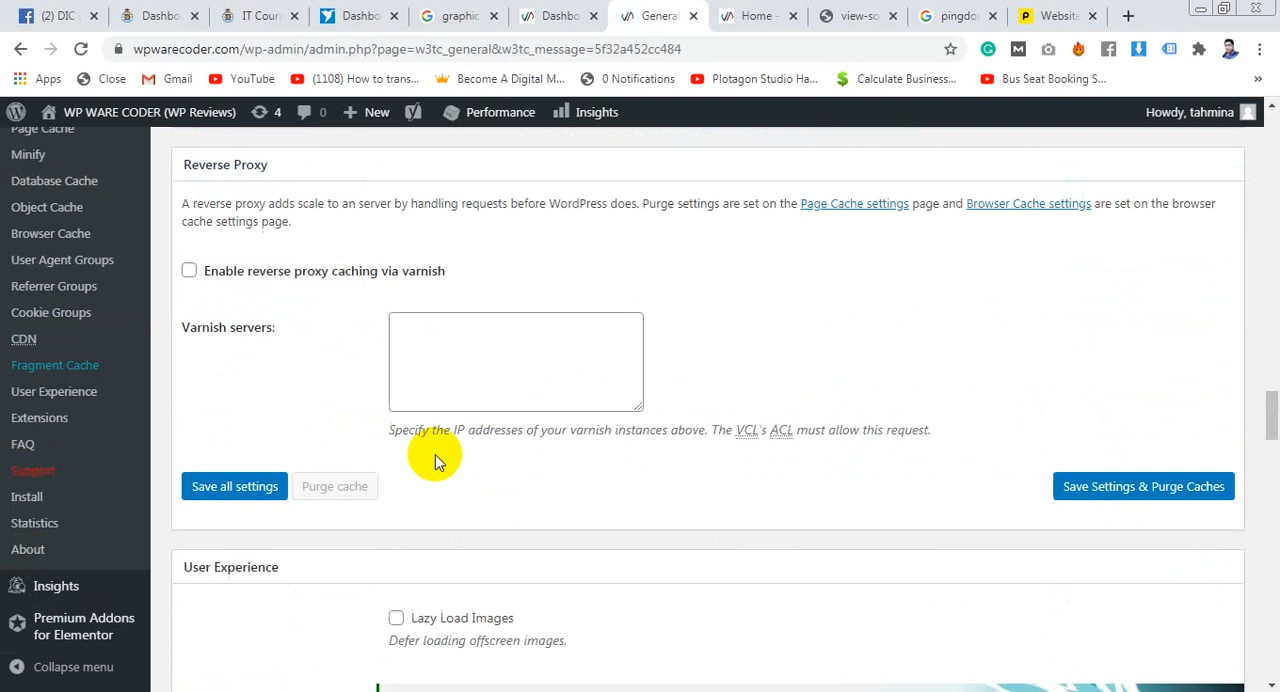 (2) DIC
Dashbo
IT Cours
Dashbo
graphic
Dashbo
General
Home -
view-so
pingdo
Website
wpwarecoder.com/wp-admin/admin.php?page=w3tc_general&w3tc_message=5f32a452cc484
Apps
Close
Gmail
YouTube
(1108) How to trans...
Become A Digital M...
0 Notifications
Potagon Studio Ha...
Calculate Business...
Bus Seat Booking S...
»
WP WARE CODER (WP Reviews)
4
0
New
Performance
Insights
Howdy, tahmina
Page Cache
Minify
Database Cache
Object Cache
Browser Cache
User Agent Groups
Referrer Groups
Cookie Groups
CDN
Fragment Cache
User Experience
Extensions
FAQ
Support
Install
Statistics
About
Insights
Premium Addons
for Elementor
Collapse menu
Reverse Proxy
A reverse proxy adds scale to an server by handling requests before WordPress does. Purge settings are set on the Page Cache settings page and Browser Cache settings are set on the browser
cache settings page.
Enable reverse proxy caching via varnish
Varnish servers:
Specify the IP addresses of your varnish instances above. The VCL's ACL must allow this request.
Save all settings
Purge cache
Save Settings & Purge Caches
User Experience
Lazy Load Images
Defer loading offscreen images.